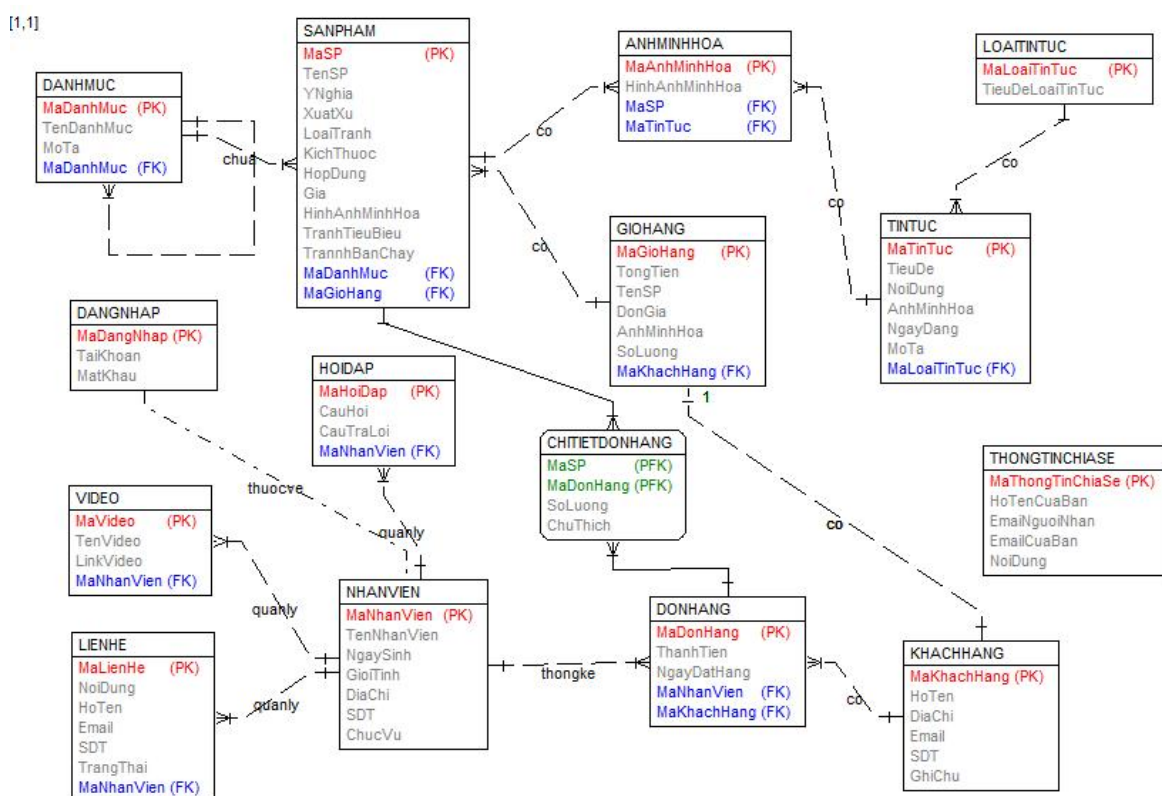 [1,1]
DANHMUC
MaDanhMuc (PK)
TenDanhMuc
MoTa
MaDanhMuc (FK)
chua
SANPHAM
MaSP (PK)
TenSP
YNghia
XuatXu
LoaiTranh
KichThuoc
HopDung
Gia
HinhAnhMinhHoa
TranhTieuBieu
TrannhBanChay
MaDanhMuc (FK)
MaGioHang (FK)
co
co
ANHMINHHOA
MaAnhMinhHoa (PK)
HinhAnhMinhHoa
MaSP (FK)
MaTinTuc (FK)
co
LOAITINTUC
MaLoaiTinTuc (PK)
TieuDeLoaiTinTuc
co
GIOHANG
MaGioHang (PK)
TongTien
TenSP
DonGia
AnhMinhHoa
SoLuong
MaKhachHang (FK)
1
TINTUC
MaTinTuc (PK)
TieuDe
NoiDung
AnhMinhHoa
NgayDang
MoTa
MaLoaiTinTuc (FK)
DANGNHAP
MaDangNhap (PK)
TaiKhoan
MatKhau
thuocve
HOIDAP
MaHoiDap (PK)
CauHoi
CauTraLoi
MaNhanVien (FK)
quanly
CHITIETDONHANG
MaSP (PFK)
MaDonHang (PFK)
SoLuong
ChuThich
co
THONGTINCHIASE
MaThongTinChiaSe (PK)
HoTenCuaBan
EmaiNguoiNhan
EmailCuaBan
NoiDung
VIDEO
MaVideo (PK)
TenVideo
LinkVideo
MaNhanVien (FK)
quanly
LIENHE
MaLienHe (PK)
NoiDung
HoTen
Email
SDT
TrangThai
MaNhanVien (FK)
quanly
NHANVIEN
MaNhanVien (PK)
TenNhanVien
NgaySinh
GioiTinh
DiaChi
SDT
ChucVu
thongke
DONHANG
MaDonHang (PK)
ThanhTien
NgayDatHang
MaNhanVien (FK)
MaKhachHang (FK)
co
KHACHHANG
MaKhachHang (PK)
HoTen
DiaChi
Email
SDT
GhiChu